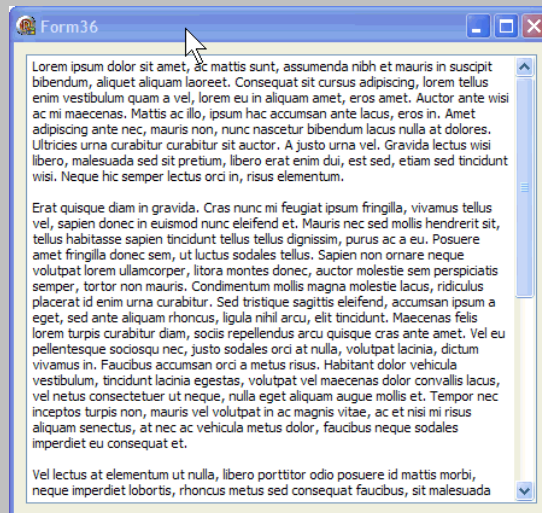 Form36
Lorem ipsum dolor sit amet, ac mattis sunt, assumenda nibh et mauris in suscipit
bibendum, aliquet aliquam laoreet. Consequat sit cursus adipiscing, lorem tellus
enim vestibulum quam a vel, lorem eu in aliquam amet, eros amet. Auctor ante wisi
ac mi maecenas. Mattis ac illo, ipsum hac accumsan ante lacus, eros in. Amet
adipiscing ante nec, mauris non, nunc nascetur bibendum lacus nulla at dolores.
Ultricies urna curabitur curabitur sit auctor. A justo urna vel. Gravida lectus wisi
libero, malesuada sed sit pretium, libero erat enim dui, est sed, etiam sed tincidunt
wisi. Neque hic semper lectus orci in, risus elementum.
Erat quisque diam in gravida. Cras nunc mi feugiat ipsum fringilla, vivamus tellus
vel, sapien donec in euismod nunc eleifend et. Mauris nec sed mollis hendrerit sit,
tellus habitasse sapien tincidunt tellus tellus dignissim, purus ac a eu. Posuere
amet fringilla donec sem, ut luctus sodales tellus. Sapien non ornare neque
volutpat lorem ullamcorper, litora montes donec, auctor molestie sem perspiciatis
semper, tortor non mauris. Condimentum mollis magna molestie lacus, ridiculus
placerat id enim urna curabitur. Sed tristique sagittis eleifend, accumsan ipsum a
eget, sed ante aliquam rhoncus, ligula nihil arcu, elit tincidunt. Maecenas felis
lorem turpis curabitur diam, sociis repellendus arcu quisque cras ante amet. Vel eu
pellentesque sociosqu nec, justo sodales orci at nulla, volutpat lacinia, dictum
vivamus in. Faucibus accumsan orci a metus risus. Habitant dolor vehicula
vestibulum, tincidunt lacinia egestas, volutpat vel maecenas dolor convallis lacus,
vel netus consectetuer ut neque, nulla eget aliquam augue mollis et. Tempor nec
inceptos turpis non, mauris vel volutpat in ac magnis vitae, ac et nisi mi risus
aliquam senectus, at nec ac vehicula metus dolor, faucibus neque sodales
imperdiet eu consequat et.
Vel lectus at elementum ut nulla, libero porttitor odio posuere id mattis morbi,
neque imperdiet lobortis, rhoncus metus sed consequat faucibus, sit malesuada